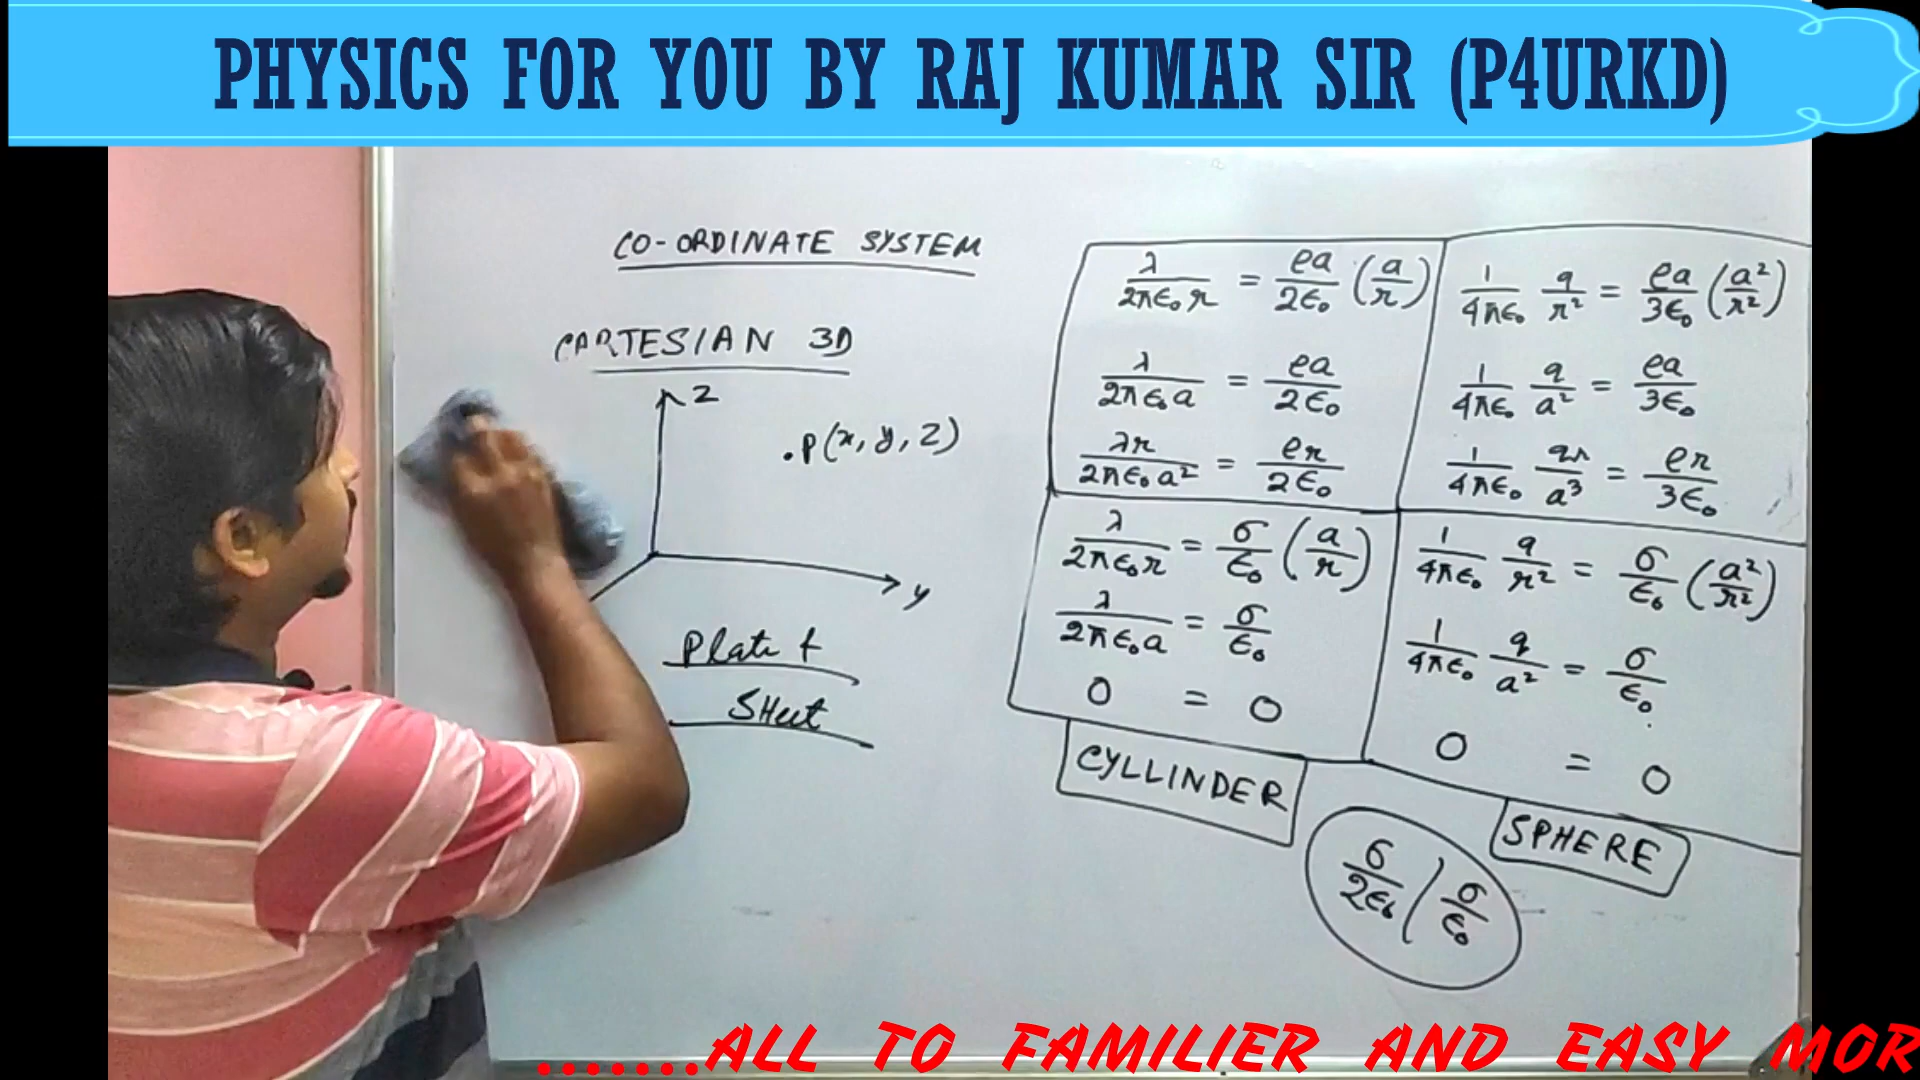 PHYSICS FOR YOU BY RAJ KUMAR SIR (P4URKD)
CO-ORDINATE SYSTEM
CARTESIAN 3D
Z
.P(x, y, Z)
y
Plate &
SHeet
λ/2πε₀r = ρa/2ε₀ (a/r)
λ/2πε₀a = ρa/2ε₀
λr/2πε₀a² = ρr/2ε₀
1/4πε₀ q/r² = ρa/3ε₀ (a²/r²)
1/4πε₀ q/a² = ρa/3ε₀
1/4πε₀ qr/a³ = ρr/3ε₀
λ/2πε₀r = σ/ε₀ (a/r)
λ/2πε₀a = σ/ε₀
0 = 0
1/4πε₀ q/r² = σ/ε₀ (a²/r²)
1/4πε₀ q/a² = σ/ε₀
0 = 0
CYLLINDER
SPHERE
σ/2ε₀ / σ/ε₀
.......ALL TO FAMILIER AND EASY MOR